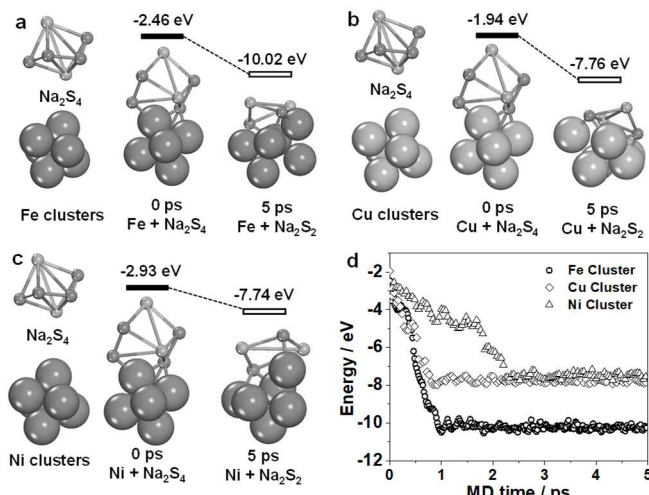 a
-2.46 eV
-10.02 eV
Na2S4
Fe clusters
0 ps
Fe + Na2S4
5 ps
Fe + Na2S2
b
-1.94 eV
-7.76 eV
Na2S4
Cu clusters
0 ps
Cu + Na2S4
5 ps
Cu + Na2S2
c
-2.93 eV
-7.74 eV
Na2S4
Ni clusters
0 ps
Ni + Na2S4
5 ps
Ni + Na2S2
d
Fe Cluster
Cu Cluster
Ni Cluster
Energy / eV
-2
-4
-6
-8
-10
-12
0 1 2 3 4 5
MD time / ps